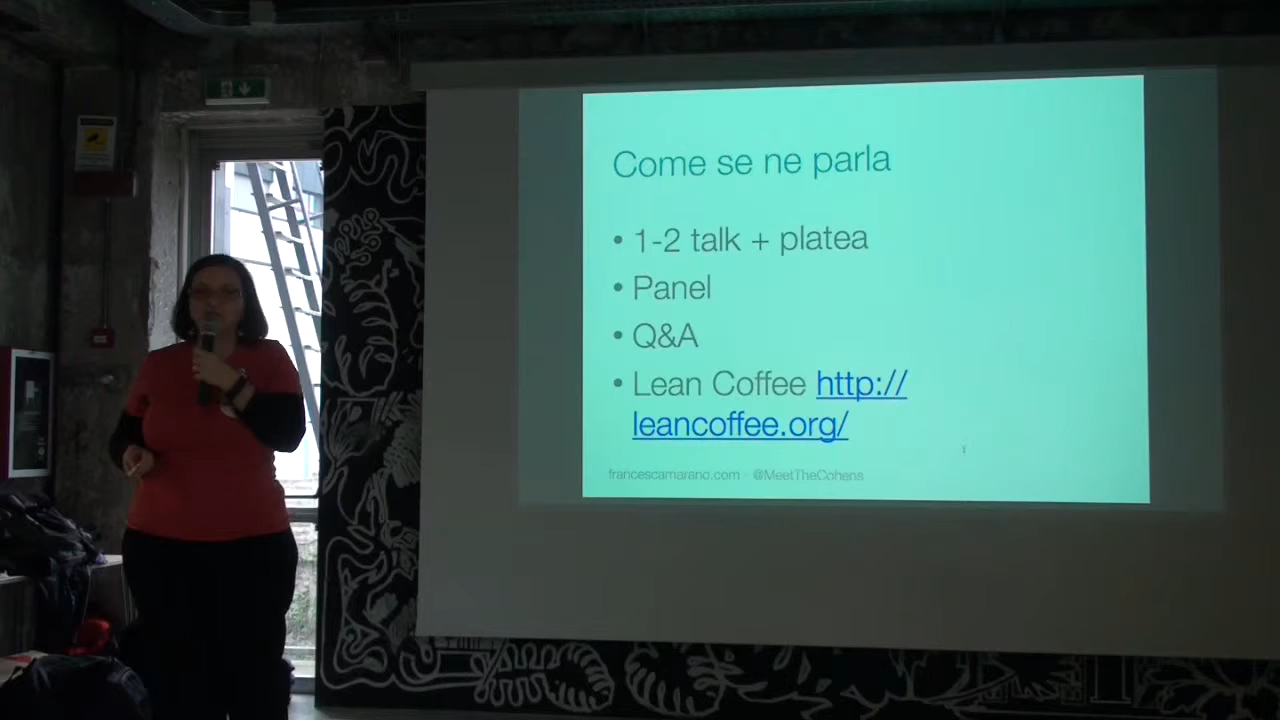 Come se ne parla
• 1-2 talk + platea
• Panel
• Q&A
• Lean Coffee http://
leancoffee.org/
francescamarano.com - @MeetTheCohens